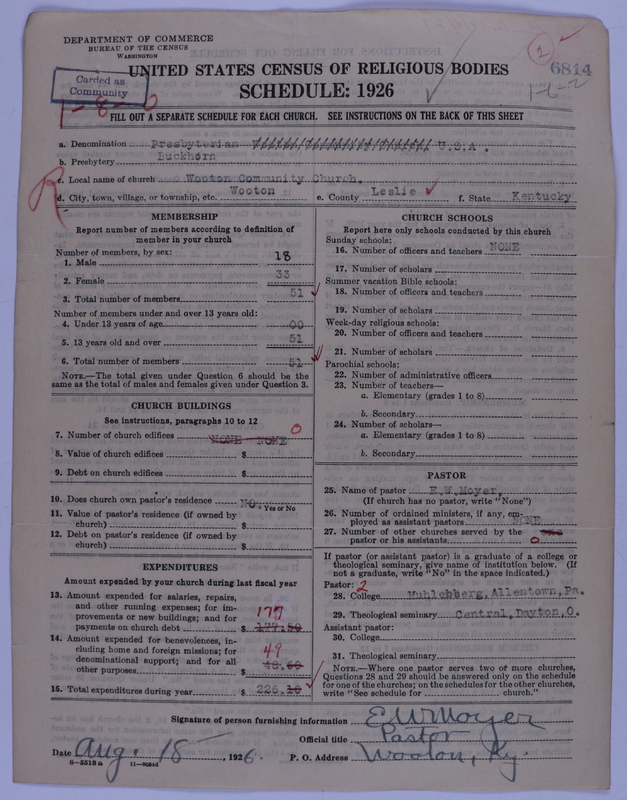 DEPARTMENT OF COMMERCE
BUREAU OF THE CENSUS
WASHINGTON
Carded as
Community
1-8-0
2
6814
1-1-2
UNITED STATES CENSUS OF RELIGIOUS BODIES
SCHEDULE: 1926
FILL OUT A SEPARATE SCHEDULE FOR EACH CHURCH. SEE INSTRUCTIONS ON THE BACK OF THIS SHEET
R
a. Denomination Presbyterian U.S.A.
b. Presbytery Buckhorn
c. Local name of church Wooton Community Church.
d. City, town, village, or township, etc. Wooton e. County Leslie f. State Kentucky
MEMBERSHIP
Report number of members according to definition of
member in your church
Number of members, by sex:
1. Male 18
2. Female 33
3. Total number of members 51
Number of members under and over 13 years old:
4. Under 13 years of age 00
5. 13 years old and over 51
6. Total number of members 51
NOTE.—The total given under Question 6 should be the
same as the total of males and females given under Question 3.
CHURCH BUILDINGS
See instructions, paragraphs 10 to 12
7. Number of church edifices NONE NONE 0
8. Value of church edifices $
9. Debt on church edifices $
10. Does church own pastor's residence No. Yes or No
11. Value of pastor's residence (if owned by
church) $
12. Debt on pastor's residence (if owned by
church) $
EXPENDITURES
Amount expended by your church during last fiscal year
13. Amount expended for salaries, repairs,
and other running expenses; for im-
provements or new buildings; and for 177
payments on church debt $ 177.50
14. Amount expended for benevolences, in-
cluding home and foreign missions; for 49
denominational support; and for all
other purposes $ 48.60
15. Total expenditures during year $ 226.10
CHURCH SCHOOLS
Report here only schools conducted by this church
Sunday schools:
16. Number of officers and teachers NONE
17. Number of scholars
Summer vacation Bible schools:
18. Number of officers and teachers
19. Number of scholars
Week-day religious schools:
20. Number of officers and teachers
21. Number of scholars
Parochial schools:
22. Number of administrative officers
23. Number of teachers—
a. Elementary (grades 1 to 8)
b. Secondary
24. Number of scholars—
a. Elementary (grades 1 to 8)
b. Secondary
PASTOR
25. Name of pastor E.W.Moyer,
(If church has no pastor, write "None")
26. Number of ordained ministers, if any, em-
ployed as assistant pastors NONE
27. Number of other churches served by the
pastor or his assistants 0
If pastor (or assistant pastor) is a graduate of a college or
theological seminary, give name of institution below. (If
not a graduate, write "No" in the space indicated.)
Pastor: 2
28. College Muhlehberg, Allentown, Pa.
29. Theological seminary Central, Dayton, O.
Assistant pastor:
30. College
31. Theological seminary
NOTE.—Where one pastor serves two of more churches,
Questions 28 and 29 should be answered only on the schedule
for one of the churches; on the schedules for the other churches,
write "See schedule for church."
Signature of person furnishing information E W Moyer
Official title Pastor
Date Aug. 18, 1926. P. O. Address Wooton, Ky.
8—5518a